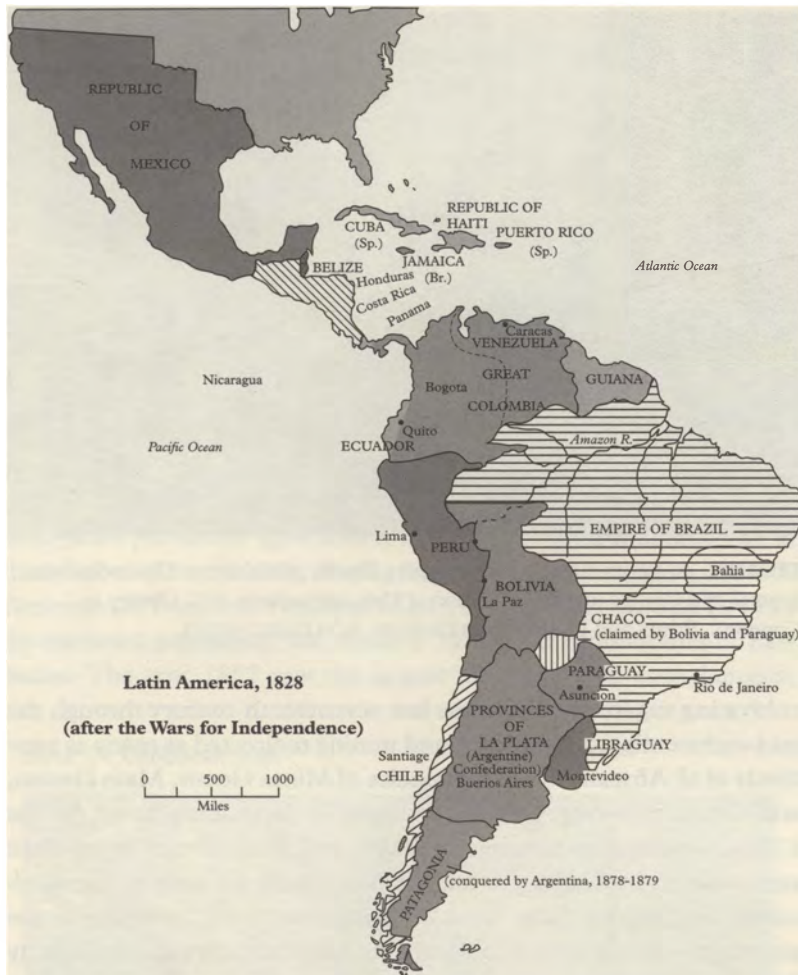 REPUBLIC
OF
MEXICO
CUBA
(Sp.)
REPUBLIC OF
HAITI
PUERTO RICO
(Sp.)
JAMAICA
(Br.)
BELIZE
Honduras
Costa Rica
Panama
Atlantic Ocean
Nicaragua
Pacific Ocean
Caracas
VENEZUELA
GREAT
COLOMBIA
Bogota
GUIANA
Quito
ECUADOR
Amazon R.
Lima
PERU
EMPIRE OF BRAZIL
Bahia
BOLIVIA
La Paz
CHACO
(claimed by Bolivia and Paraguay)
PARAGUAY
Asuncion
Rio de Janeiro
Latin America, 1828
(after the Wars for Independence)
0 500 1000
Miles
PROVINCES
OF
LA PLATA
(Argentine)
Confederation)
Buerios Aires
Santiage
CHILE
LIBRAGUAY
Montevideo
PATAGONIA
(conquered by Argentina, 1878-1879